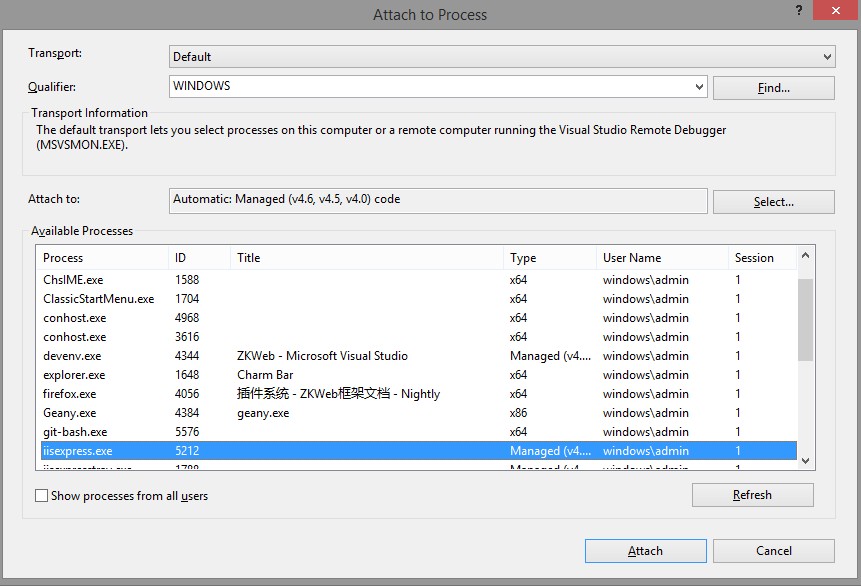 Attach to Process
?
Transport:
Default
Qualifier:
WINDOWS
Find...
Transport Information
The default transport lets you select processes on this computer or a remote computer running the Visual Studio Remote Debugger
(MSVSMON.EXE).
Attach to:
Automatic: Managed (v4.6, v4.5, v4.0) code
Select...
Available Processes
Process ID Title Type User Name Session
ChsIME.exe 1588 x64 windows\admin 1
ClassicStartMenu.exe 1704 x64 windows\admin 1
conhost.exe 4968 x64 windows\admin 1
conhost.exe 3616 x64 windows\admin 1
devenv.exe 4344 ZKWeb - Microsoft Visual Studio Managed (v4.... windows\admin 1
explorer.exe 1648 Charm Bar x64 windows\admin 1
firefox.exe 4056 插件系统 - ZKWeb框架文档 - Nightly x64 windows\admin 1
Geany.exe 4384 geany.exe x86 windows\admin 1
git-bash.exe 5576 x64 windows\admin 1
iisexpress.exe 5212 Managed (v4.... windows\admin 1
iisexpresstray.exe 1788 Managed (v4.... windows\admin 1
Show processes from all users
Refresh
Attach
Cancel